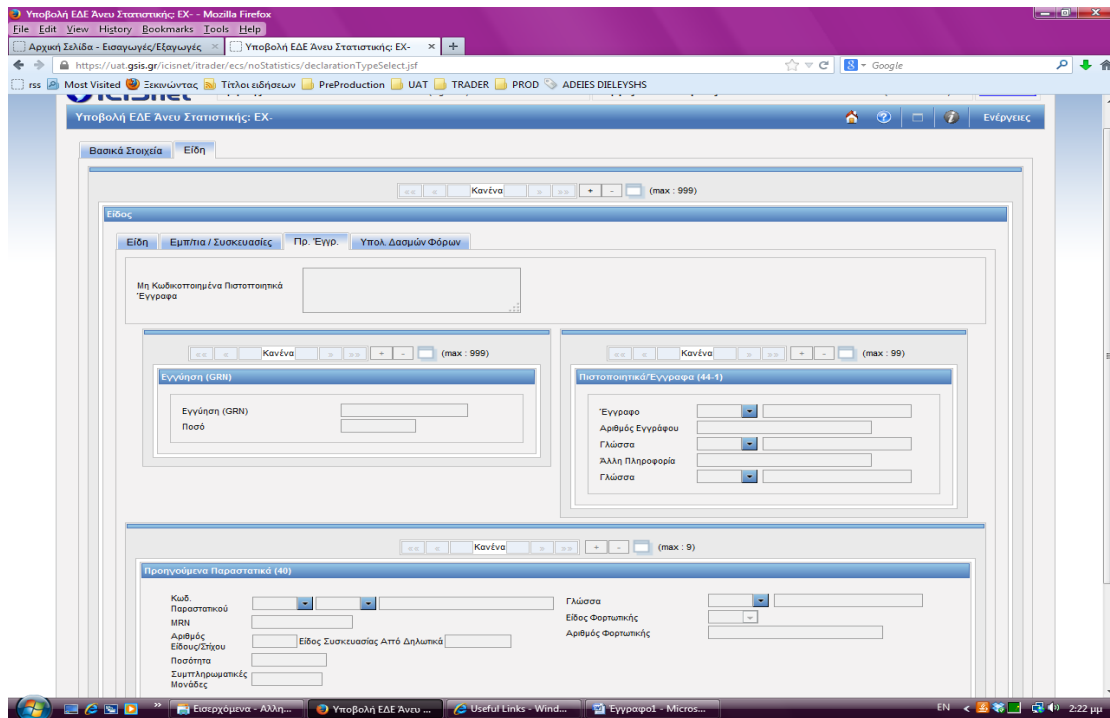 Υποβολή ΕΔΕ Άνευ Στατιστικής: EX- - Mozilla Firefox
File Edit View History Bookmarks Tools Help
Αρχική Σελίδα - Εισαγωγές/Εξαγωγές × Υποβολή ΕΔΕ Άνευ Στατιστικής: EX- × +
https://uat.gsis.gr/icisnet/itrader/ecs/noStatistics/declarationTypeSelect.jsf Google
rss Most Visited Ξεκινώντας Τίτλοι ειδήσεων PreProduction UAT TRADER PROD ADEIES DIELEYSHS
Υποβολή ΕΔΕ Άνευ Στατιστικής: EX- Ενέργειες
Βασικά Στοιχεία Είδη
<< < Κανένα > >> + - (max : 999)
Είδος
Είδη Εμπ/τια / Συσκευασίες Πρ. Έγγρ. Υπολ. Δασμών Φόρων
Μη Κωδικοποιημένα Πιστοποιητικά
Έγγραφα
<< < Κανένα > >> + - (max : 999)
Εγγύηση (GRN)
Εγγύηση (GRN)
Ποσό
<< < Κανένα > >> + - (max : 99)
Πιστοποιητικά/Έγγραφα (44-1)
Έγγραφο
Αριθμός Εγγράφου
Γλώσσα
Άλλη Πληροφορία
Γλώσσα
<< < Κανένα > >> + - (max : 9)
Προηγούμενα Παραστατικά (40)
Κωδ.
Παραστατικού
MRN
Αριθμός
Είδους/Στίχου Είδος Συσκευασίας Από Δηλωτικά
Ποσότητα
Συμπληρωματικές
Μονάδες
Γλώσσα
Είδος Φορτωτικής
Αριθμός Φορτωτικής
Εισερχόμενα - Αλλη... Υποβολή ΕΔΕ Άνευ ... Useful Links - Wind... Έγγραφο1 - Micros... EN 2:22 μμ